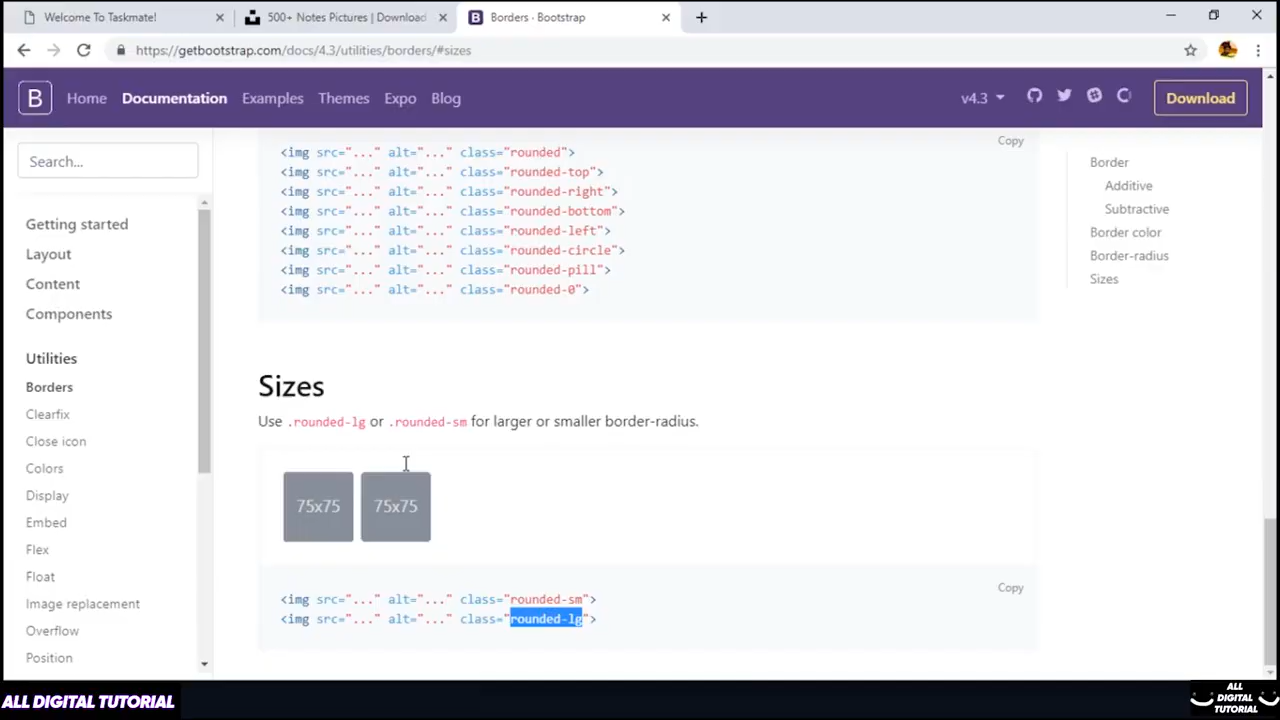 Welcome To Taskmate!
500+ Notes Pictures | Download
Borders · Bootstrap
https://getbootstrap.com/docs/4.3/utilities/borders/#sizes
B Home Documentation Examples Themes Expo Blog v4.3 Download
Search...
Getting started
Layout
Content
Components
Utilities
Borders
Clearfix
Close icon
Colors
Display
Embed
Flex
Float
Image replacement
Overflow
Position
Copy
<img src="..." alt="..." class="rounded">
<img src="..." alt="..." class="rounded-top">
<img src="..." alt="..." class="rounded-right">
<img src="..." alt="..." class="rounded-bottom">
<img src="..." alt="..." class="rounded-left">
<img src="..." alt="..." class="rounded-circle">
<img src="..." alt="..." class="rounded-pill">
<img src="..." alt="..." class="rounded-0">
Sizes
Use .rounded-lg or .rounded-sm for larger or smaller border-radius.
75x75 75x75
Copy
<img src="..." alt="..." class="rounded-sm">
<img src="..." alt="..." class="rounded-lg">
Border
Additive
Subtractive
Border color
Border-radius
Sizes
ALL DIGITAL TUTORIAL
ALL
DIGITAL
TUTORIAL